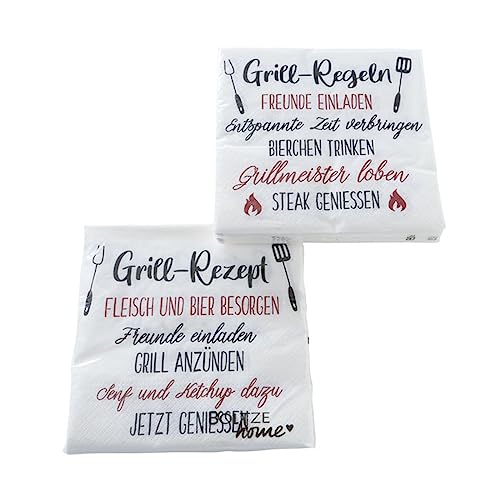 Grill-Regeln
FREUNDE EINLADEN
Entspannte Zeit verbringen
BIERCHEN TRINKEN
Grillmeister loben
STEAK GENIESSEN
Grill-Rezept
FLEISCH UND BIER BESORGEN
Freunde einladen
GRILL ANZÜNDEN
Senf und Ketchup dazu
JETZT GENIESSEN
BOLTZE
home